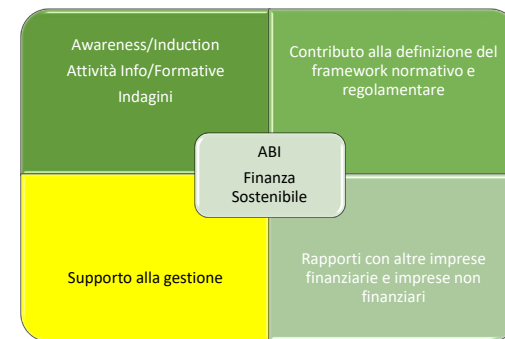 Awareness/Induction
Attività Info/Formative
Indagini
Contributo alla definizione del
framework normativo e
regolamentare
ABI
Finanza
Sostenibile
Supporto alla gestione
Rapporti con altre imprese
finanziarie e imprese non
finanziari